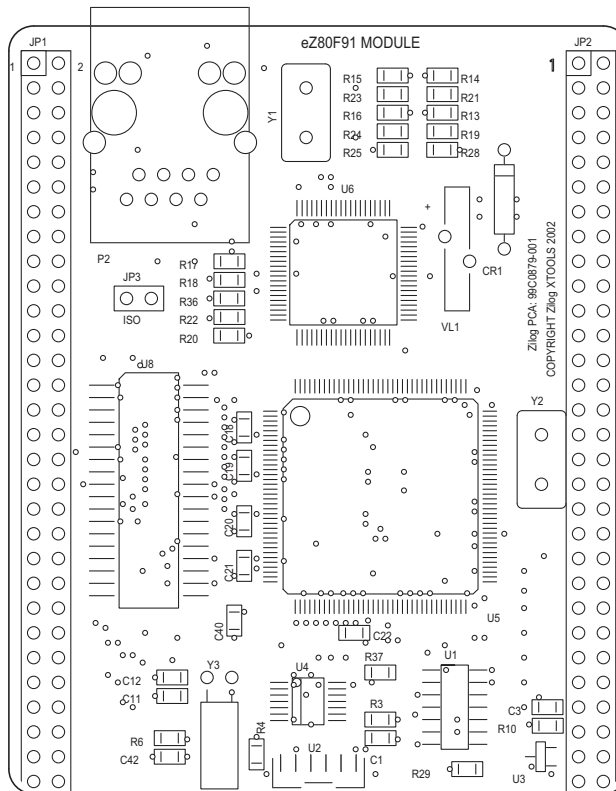 eZ80F91 MODULE
JP1
JP2
1
2
1
Y1
R15
R14
R23
R21
R16
R13
R24
R19
R25
R28
U6
+
P2
JP3
ISO
R17
R18
R36
R22
R20
CR1
VL1
Zilog PCA: 99C0879-001
COPYRIGHT Zilog XTOOLS 2002
U8
Y2
C18
C19
C20
C21
U5
C40
C22
U1
Y3
U4
R37
C12
C11
R3
C3
R10
R6
R4
C42
U2
C1
R29
U3